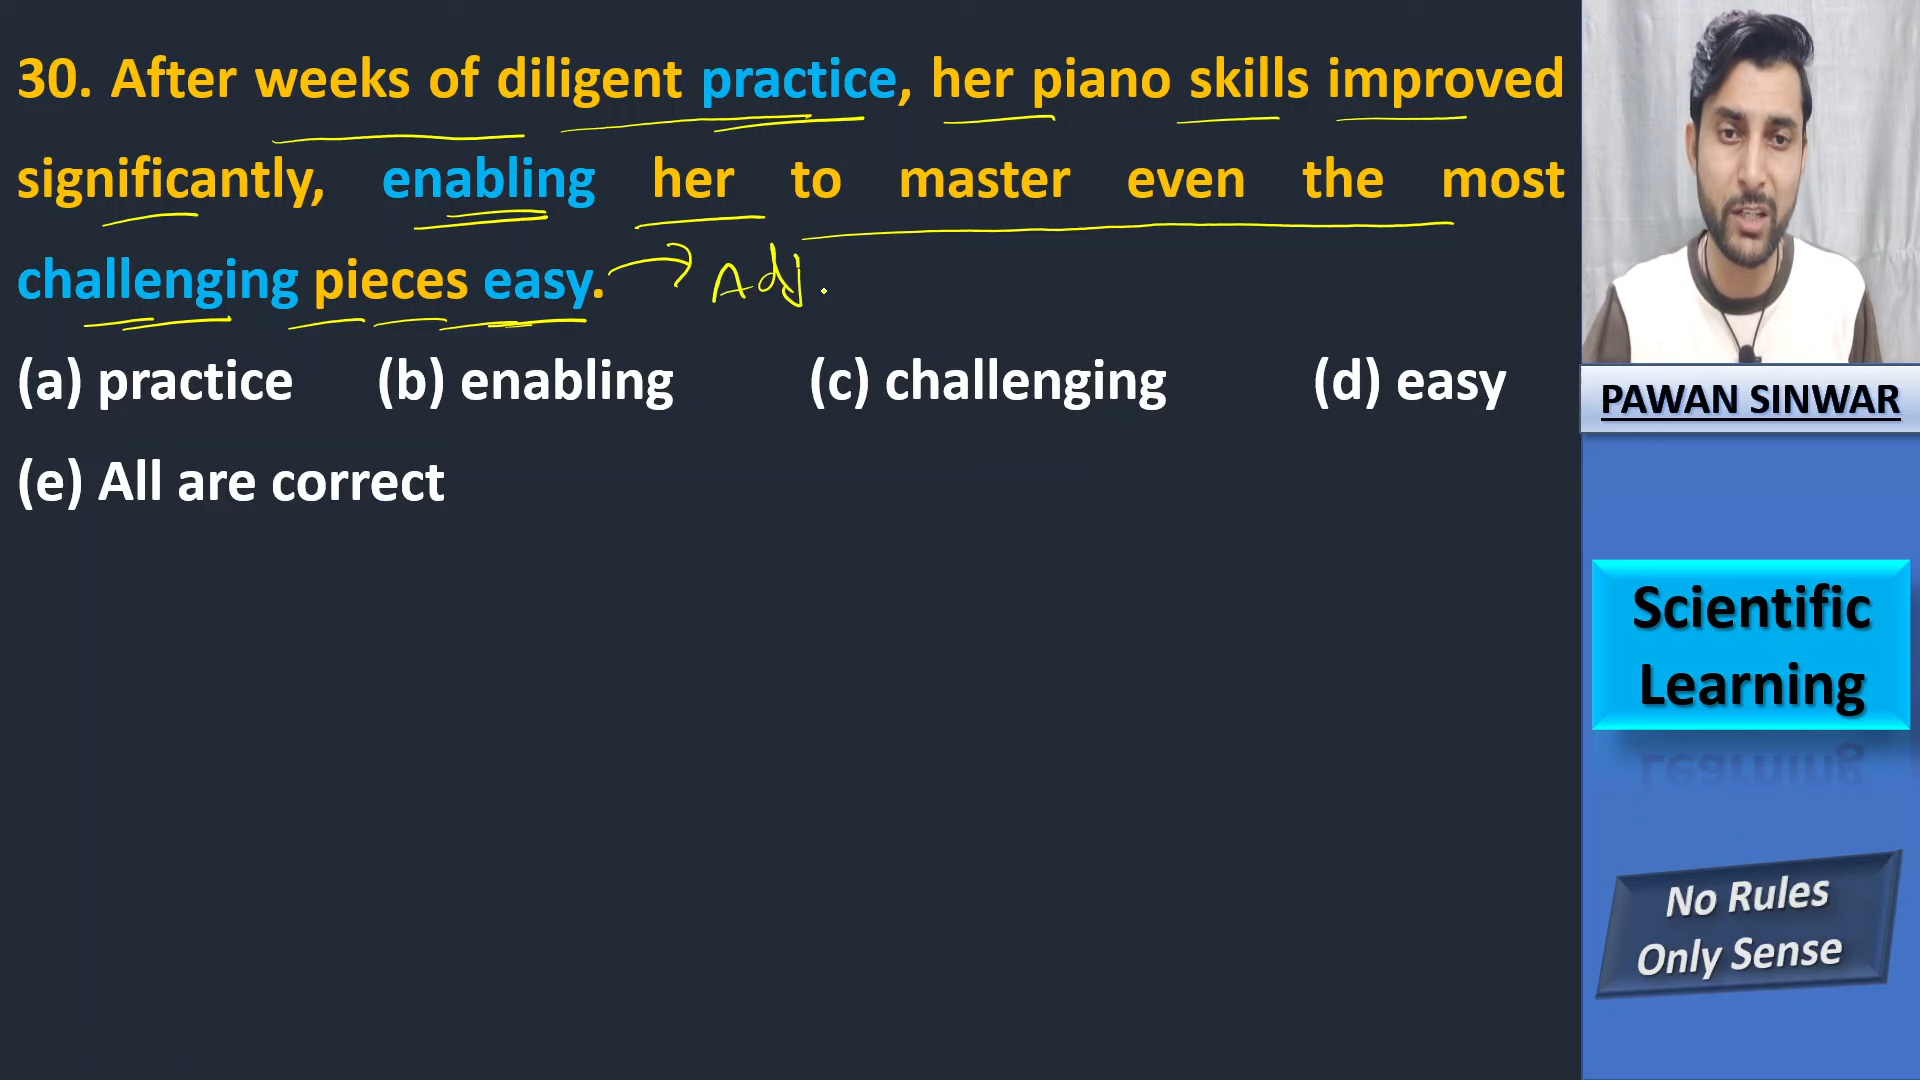 30. After weeks of diligent practice, her piano skills improved
significantly, enabling her to master even the most
challenging pieces easy.
Adj.
(a) practice (b) enabling (c) challenging (d) easy
(e) All are correct
PAWAN SINWAR
Scientific
Learning
No Rules
Only Sense